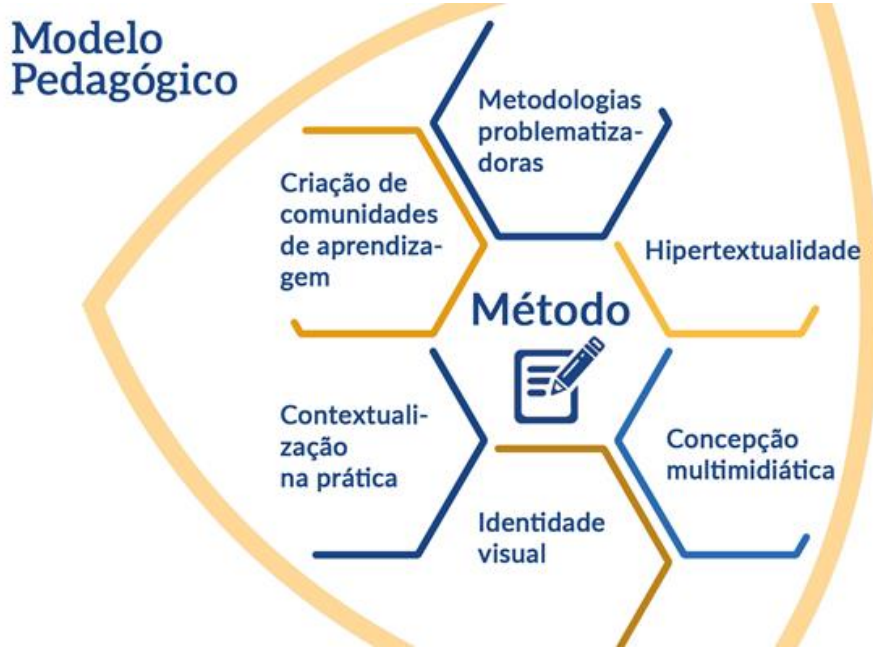 Modelo
Pedagógico
Metodologias
problematiza-
doras
Criação de
comunidades
de aprendiza-
gem
Hipertextualidade
Método
Contextuali-
zação
na prática
Concepção
multimidiática
Identidade
visual